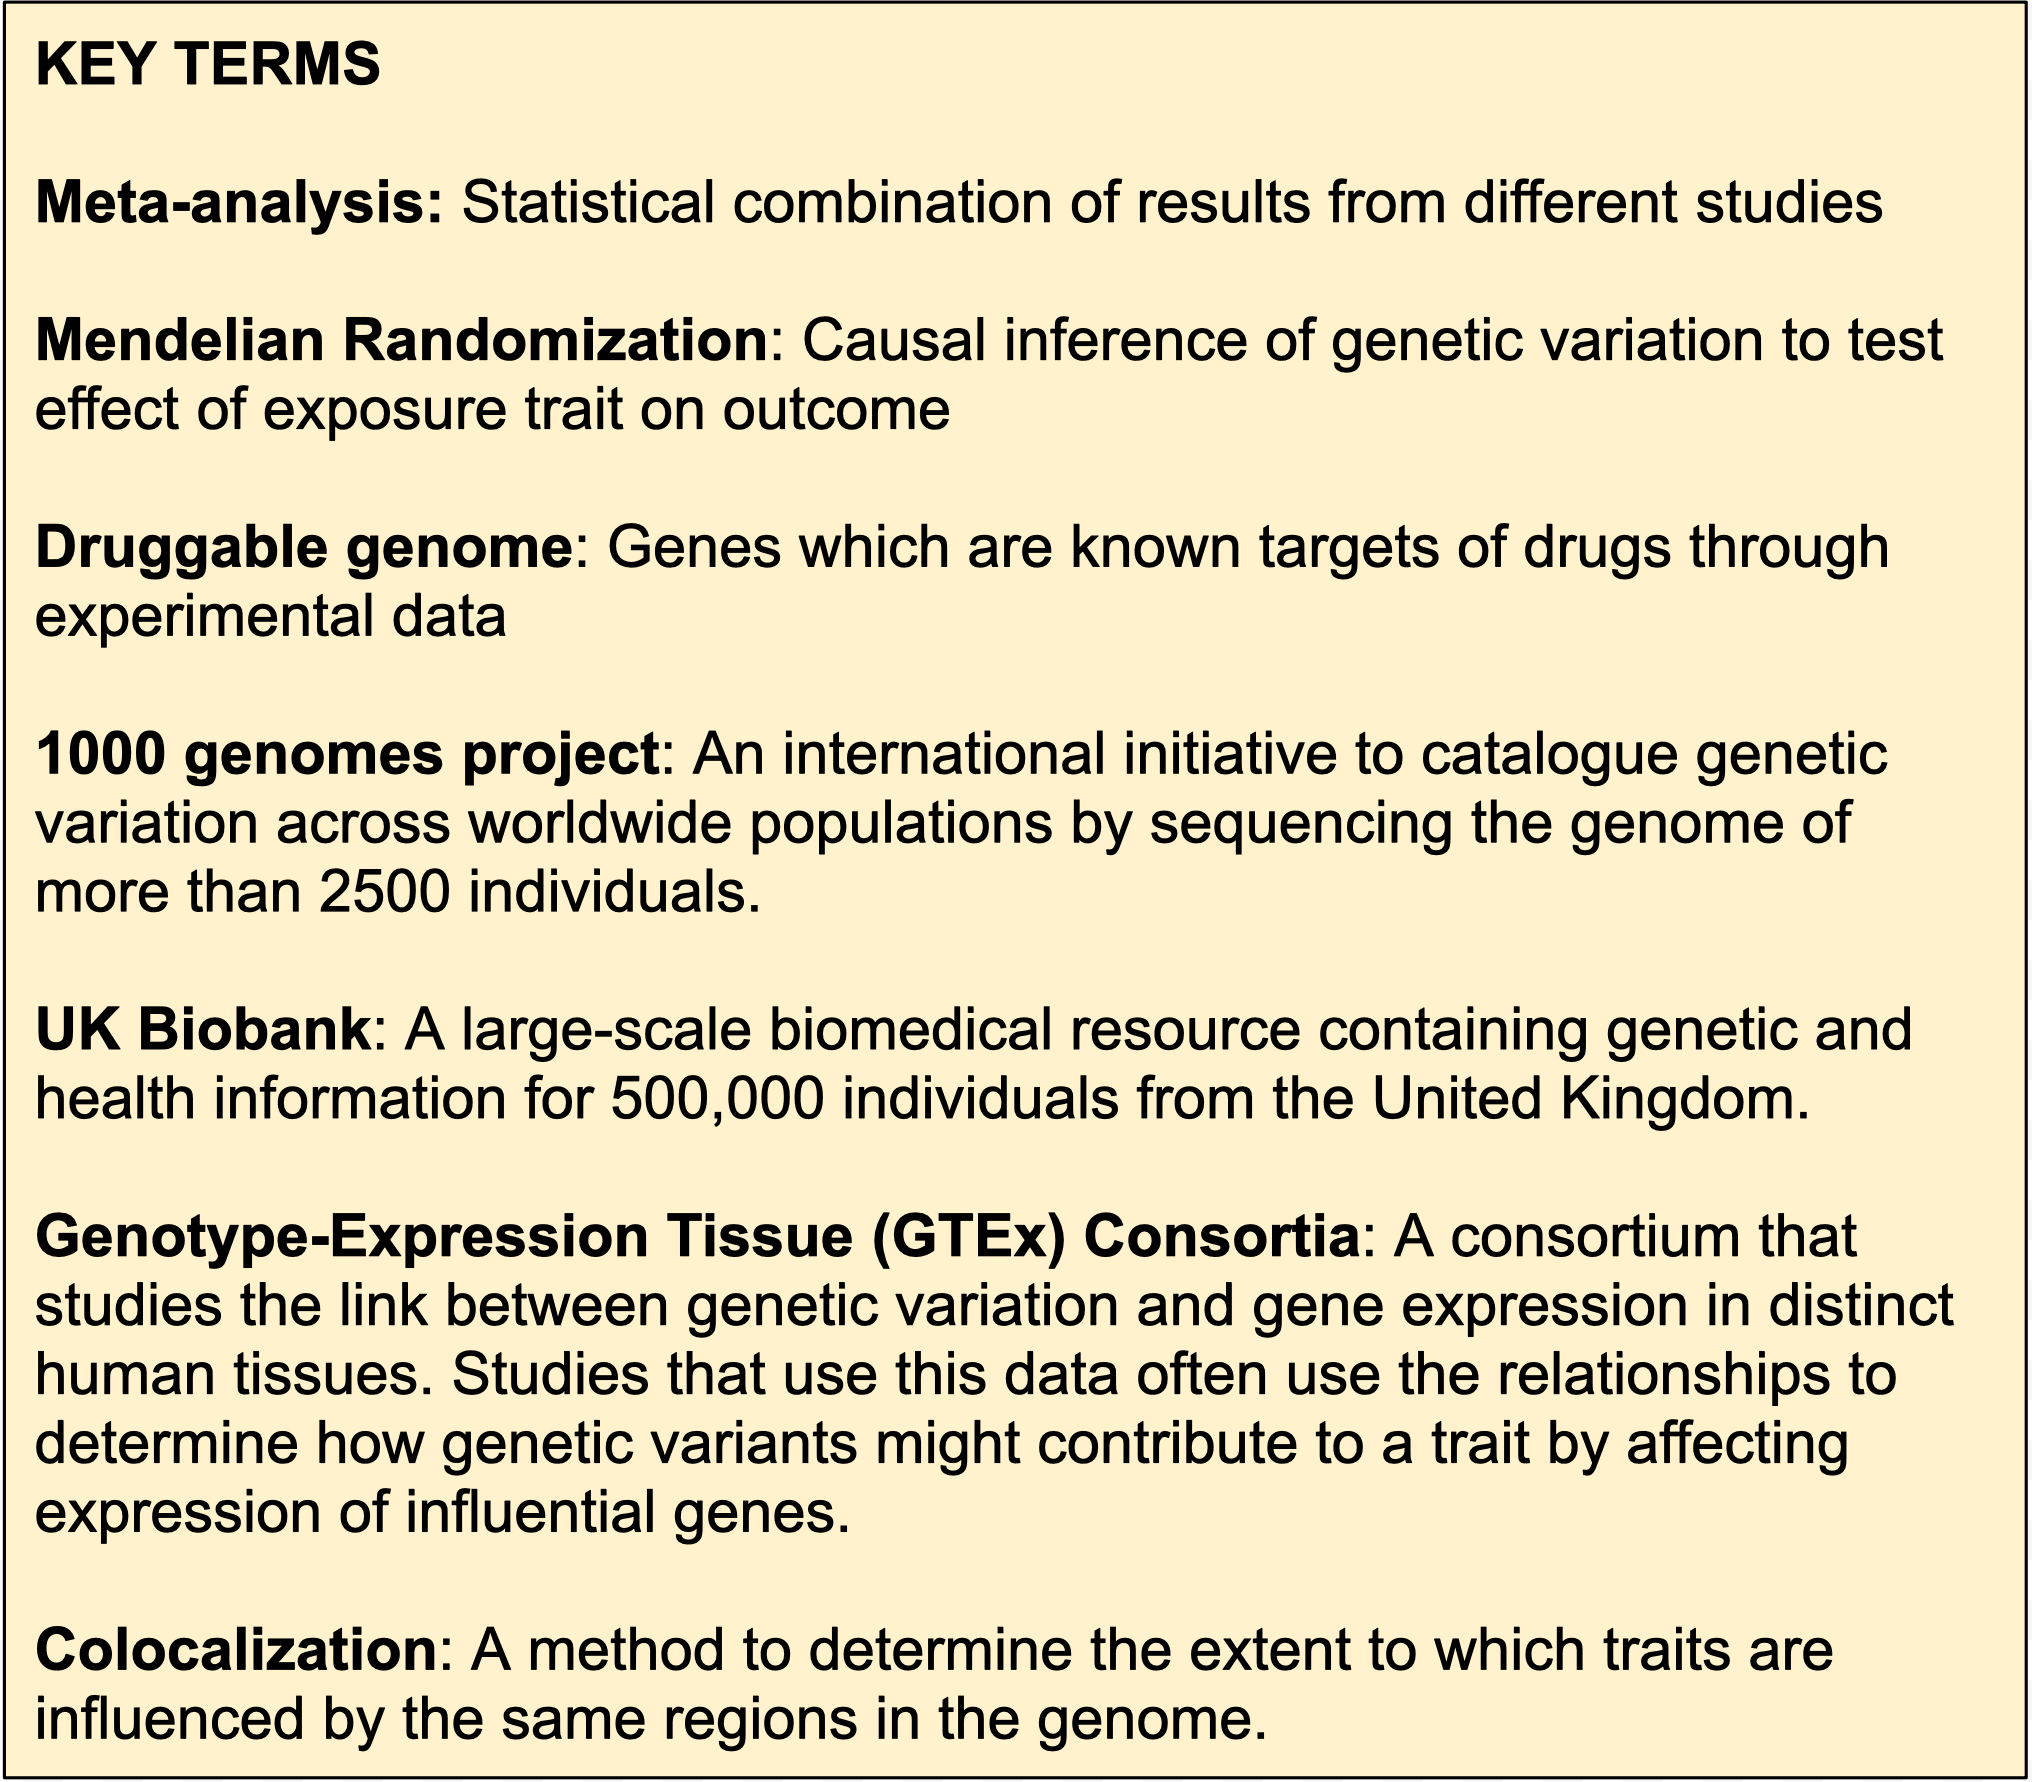 KEY TERMS
Meta-analysis: Statistical combination of results from different studies
Mendelian Randomization: Causal inference of genetic variation to test
effect of exposure trait on outcome
Druggable genome: Genes which are known targets of drugs through
experimental data
1000 genomes project: An international initiative to catalogue genetic
variation across worldwide populations by sequencing the genome of
more than 2500 individuals.
UK Biobank: A large-scale biomedical resource containing genetic and
health information for 500,000 individuals from the United Kingdom.
Genotype-Expression Tissue (GTEx) Consortia: A consortium that
studies the link between genetic variation and gene expression in distinct
human tissues. Studies that use this data often use the relationships to
determine how genetic variants might contribute to a trait by affecting
expression of influential genes.
Colocalization: A method to determine the extent to which traits are
influenced by the same regions in the genome.